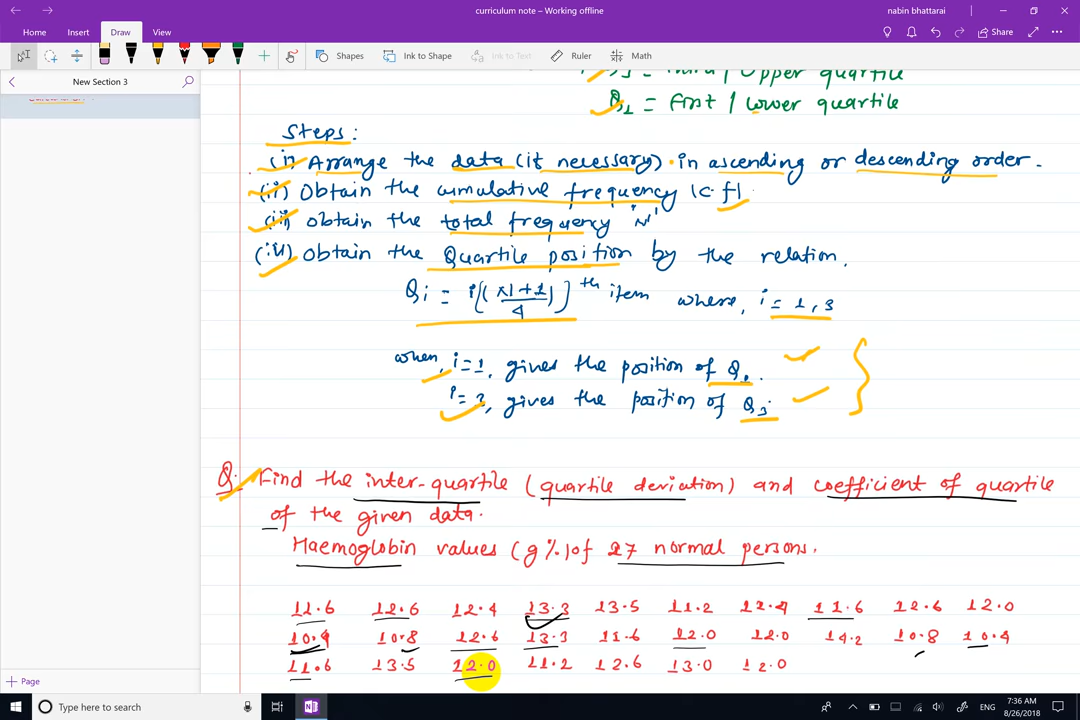 curriculum note – Working offline
nabin bhattarai
Home Insert Draw View
Share
Shapes Ink to Shape Ink to Text Ruler Math
New Section 3
= Third / Upper quartile
Q1 = First / lower quartile
Steps:
(i) Arrange the data (if necessary) in ascending or descending order.
(ii) Obtain the cumulative frequency (c.f)
(iii) obtain the total frequency 'N'
(iv) Obtain the Quartile position by the relation.
Qi = i((N+1)/4)th item where, i = 1, 3
when, i=1, gives the position of Q1.
i= 3, gives the position of Q3.
Q. Find the inter-quartile (quartile deviation) and coefficient of quartile
of the given data.
Haemoglobin values (g%) of 27 normal persons.
11.6 12.6 12.4 13.3 13.5 11.2 12.4 11.6 12.6 12.0
10.4 10.8 12.6 13.3 11.6 12.0 12.0 14.2 10.8 10.4
11.6 13.5 12.0 11.2 12.6 13.0 12.0
Page
Type here to search
ENG
7:36 AM
8/26/2018